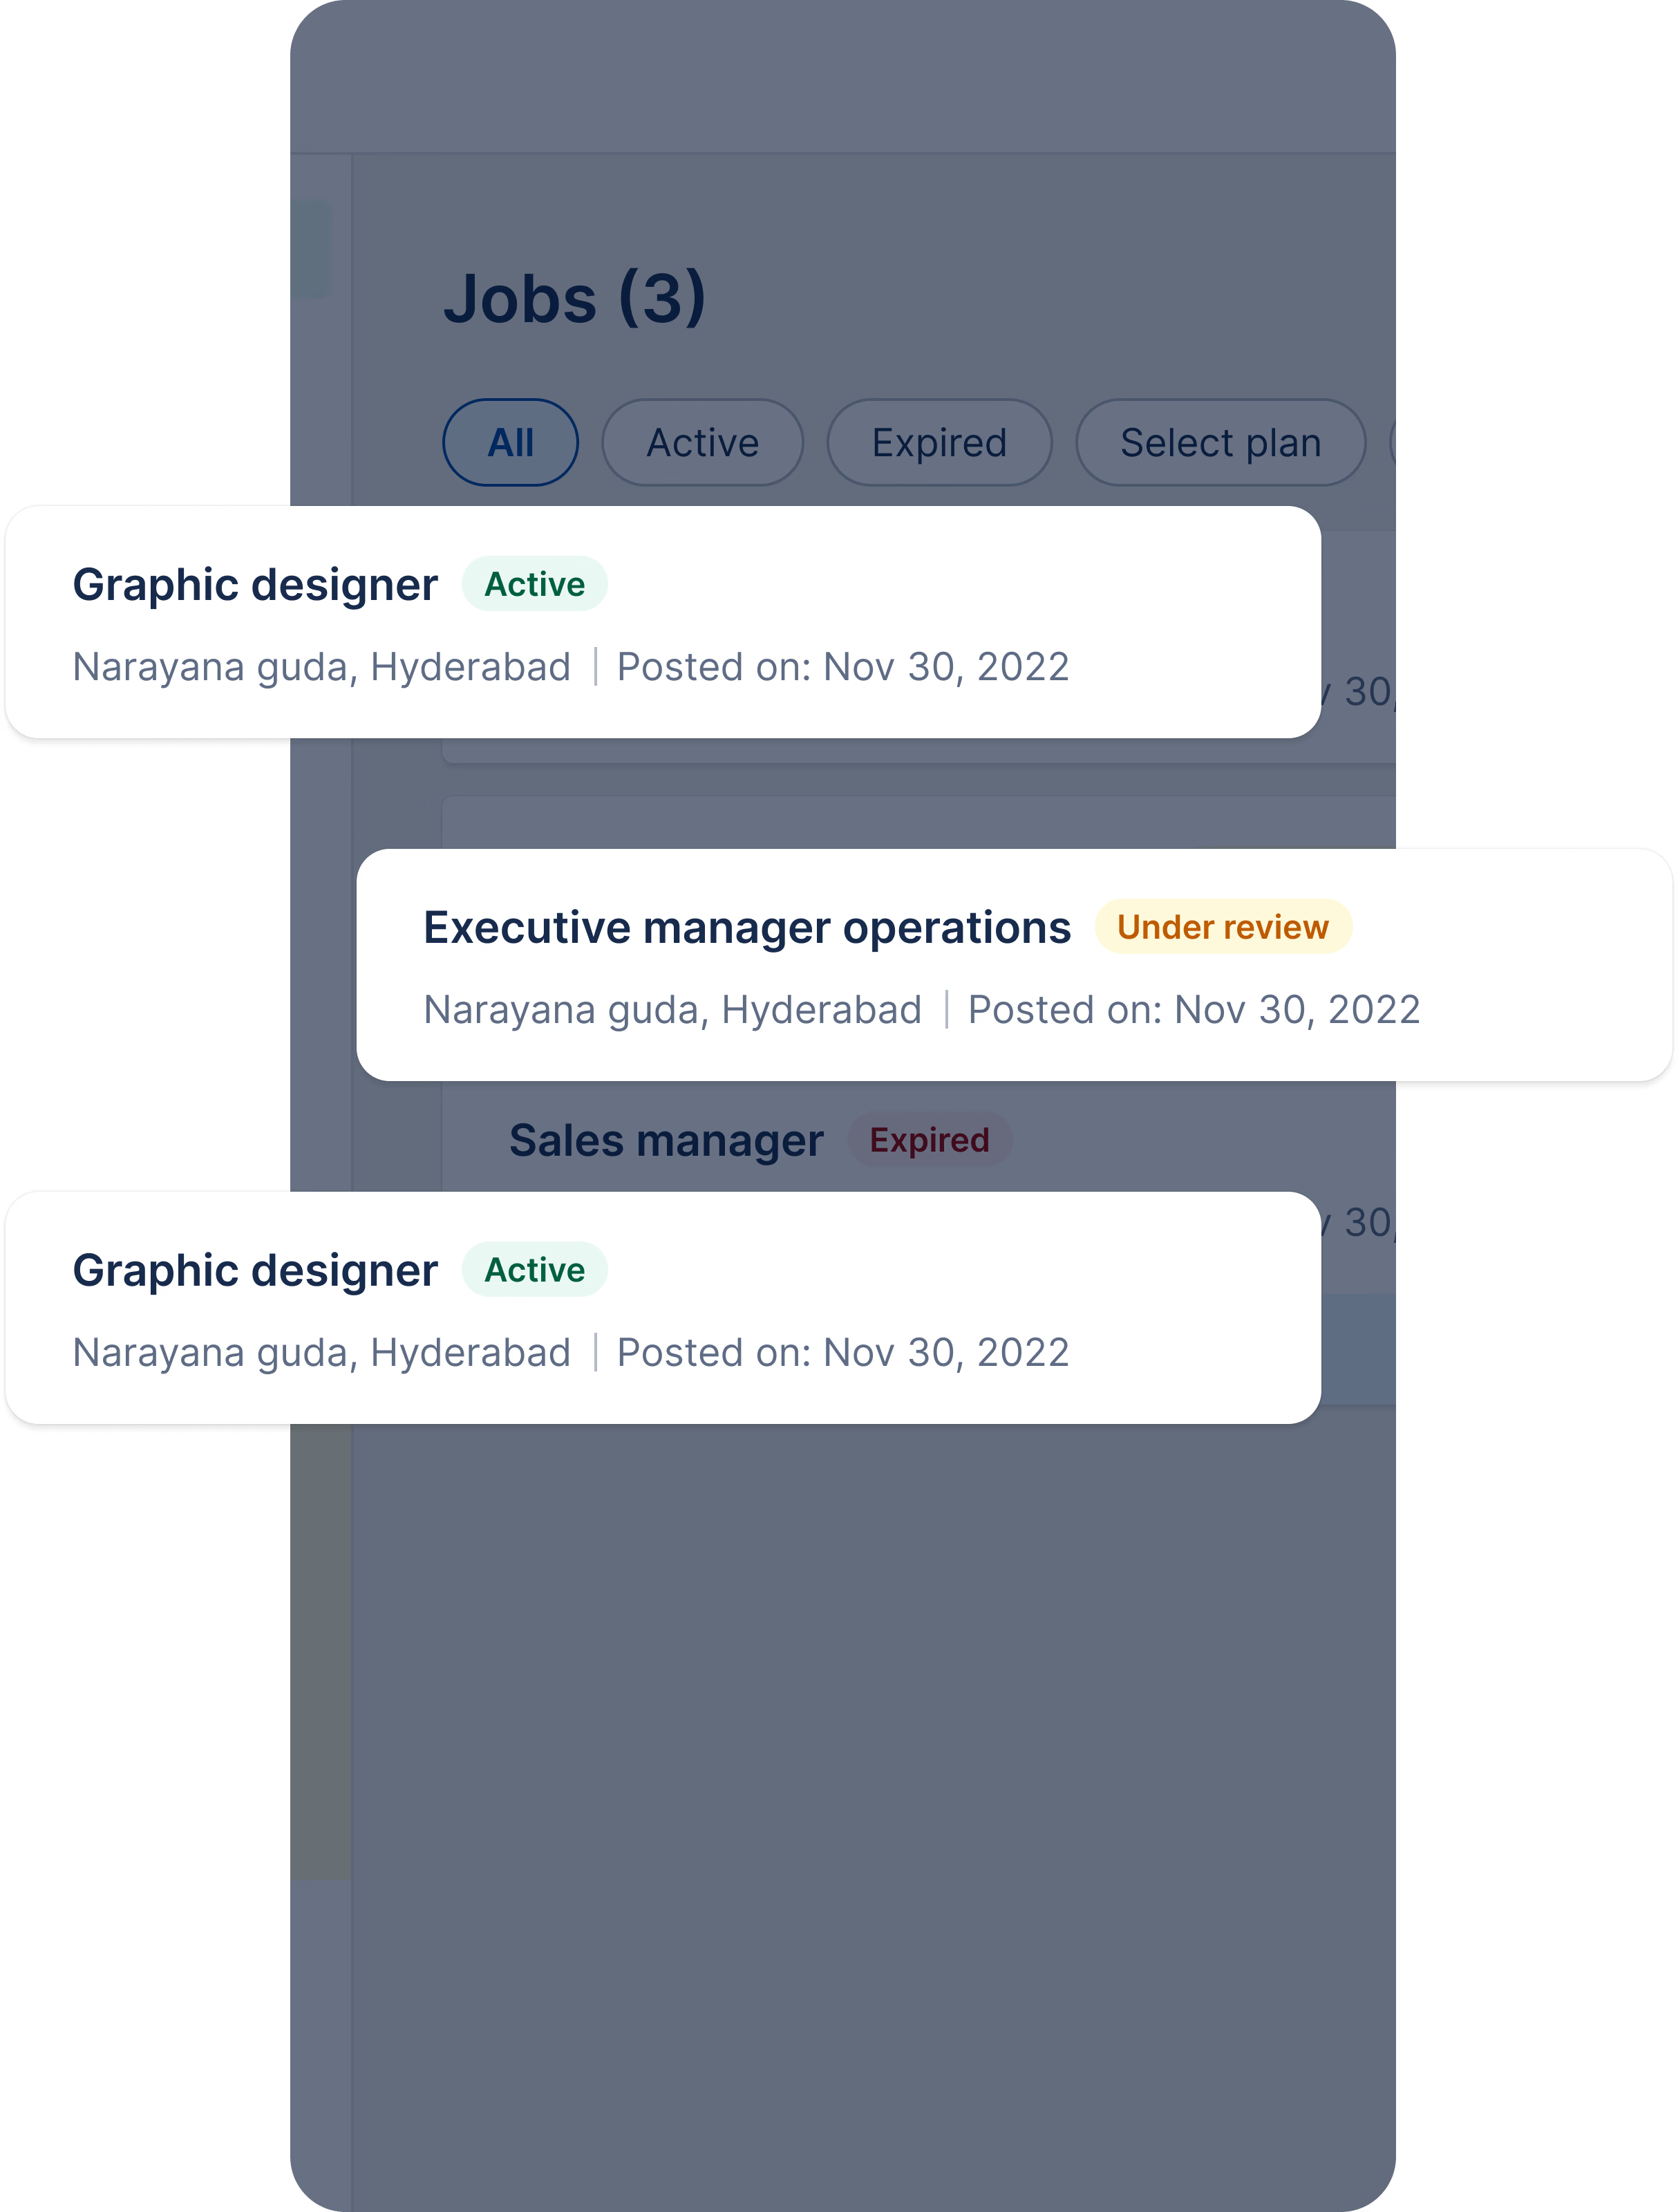 Jobs (3)
All Active Expired Select plan
Graphic designer Active
Narayana guda, Hyderabad | Posted on: Nov 30, 2022
30,
Executive manager operations Under review
Narayana guda, Hyderabad | Posted on: Nov 30, 2022
Sales manager Expired
30,
Graphic designer Active
Narayana guda, Hyderabad | Posted on: Nov 30, 2022